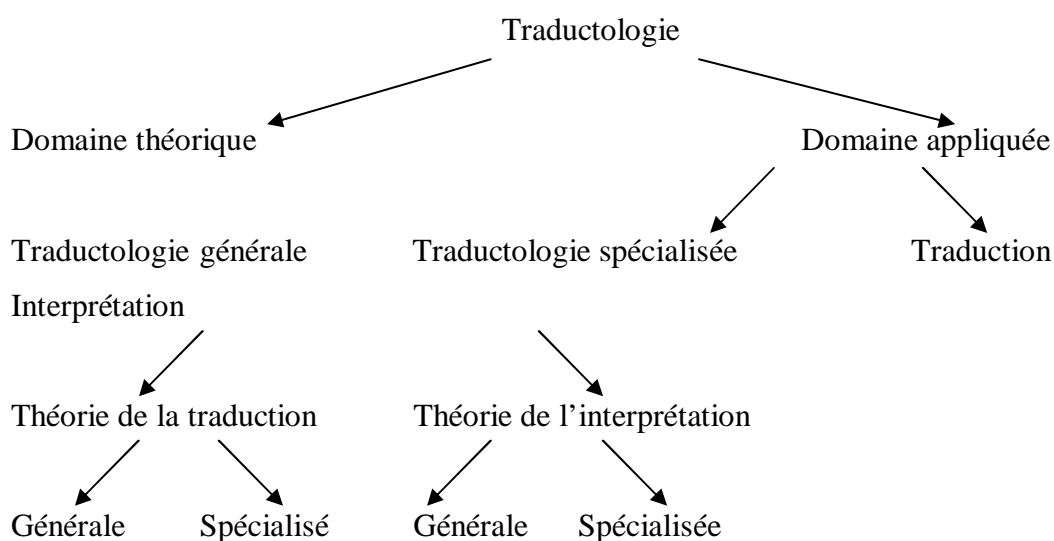 Traductologie
Domaine théorique Domaine appliquée
Traductologie générale Traductologie spécialisée Traduction
Interprétation
Théorie de la traduction Théorie de l’interprétation
Générale Spécialisé Générale Spécialisée